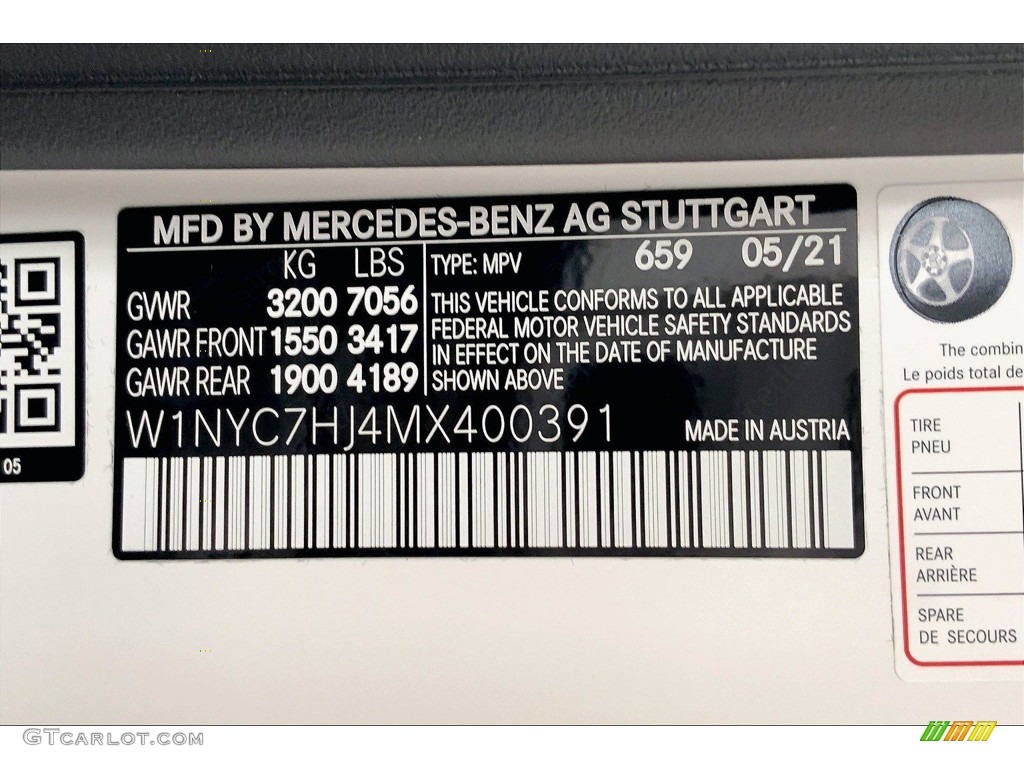 MFD BY MERCEDES-BENZ AG STUTTGART
KG LBS
GVWR 3200 7056
GAWR FRONT 1550 3417
GAWR REAR 1900 4189
TYPE: MPV 659 05/21
THIS VEHICLE CONFORMS TO ALL APPLICABLE
FEDERAL MOTOR VEHICLE SAFETY STANDARDS
IN EFFECT ON THE DATE OF MANUFACTURE
SHOWN ABOVE
W1NYC7HJ4MX400391
MADE IN AUSTRIA
05
The combin
Le poids total de
TIRE
PNEU
FRONT
AVANT
REAR
ARRIÈRE
SPARE
DE SECOURS
GTCARLOT.COM